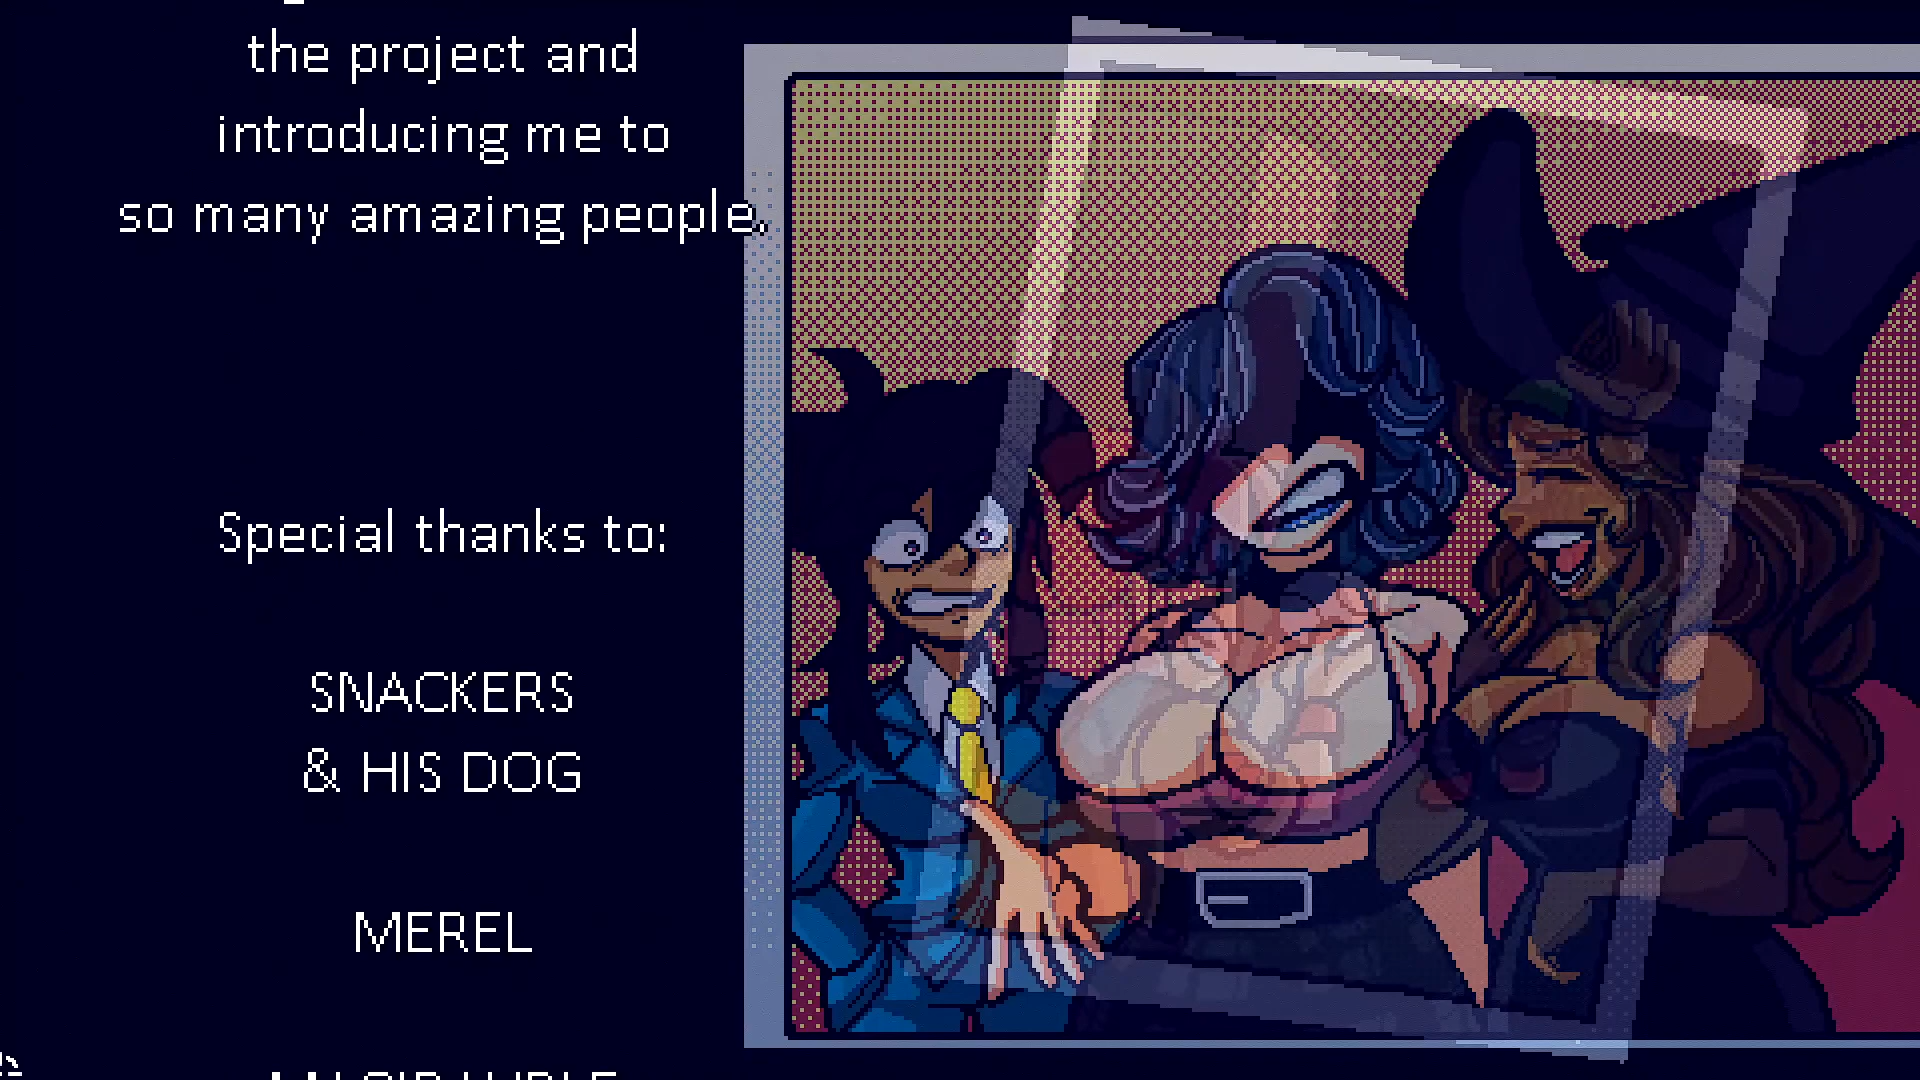 the project and
introducing me to
so many amazing people.
Special thanks to:
SNACKERS
& HIS DOG
MEREL